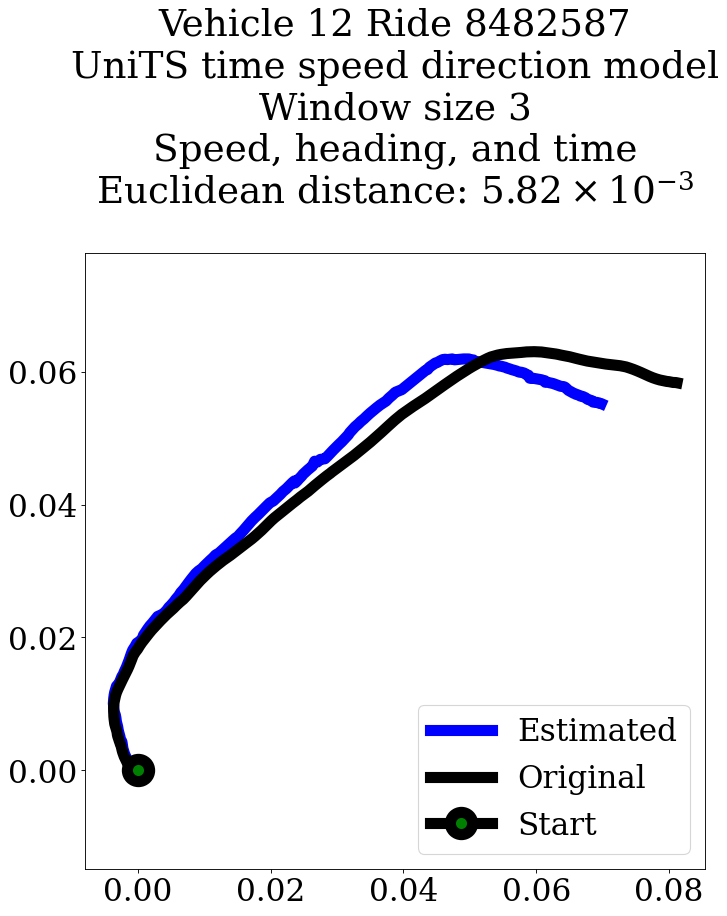 Vehicle 12 Ride 8482587
UniTS time speed direction model
Window size 3
Speed, heading, and time
Euclidean distance: 5.82 × 10⁻³
0.06
0.04
0.02
0.00
Estimated
Original
Start
0.00 0.02 0.04 0.06 0.08